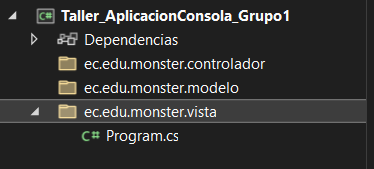 Taller_AplicacionConsola_Grupo1
Dependencias
ec.edu.monster.controlador
ec.edu.monster.modelo
ec.edu.monster.vista
C# Program.cs